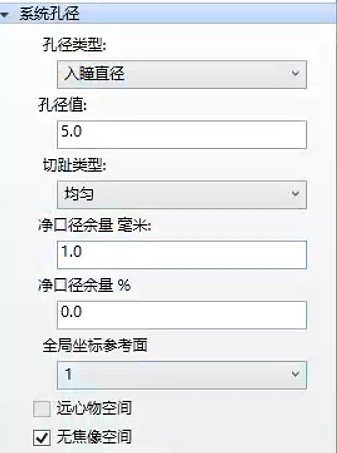 系统孔径
孔径类型:
入瞳直径
孔径值:
5.0
切趾类型:
均匀
净口径余量 毫米:
1.0
净口径余量 %
0.0
全局坐标参考面
1
远心物空间
无焦像空间